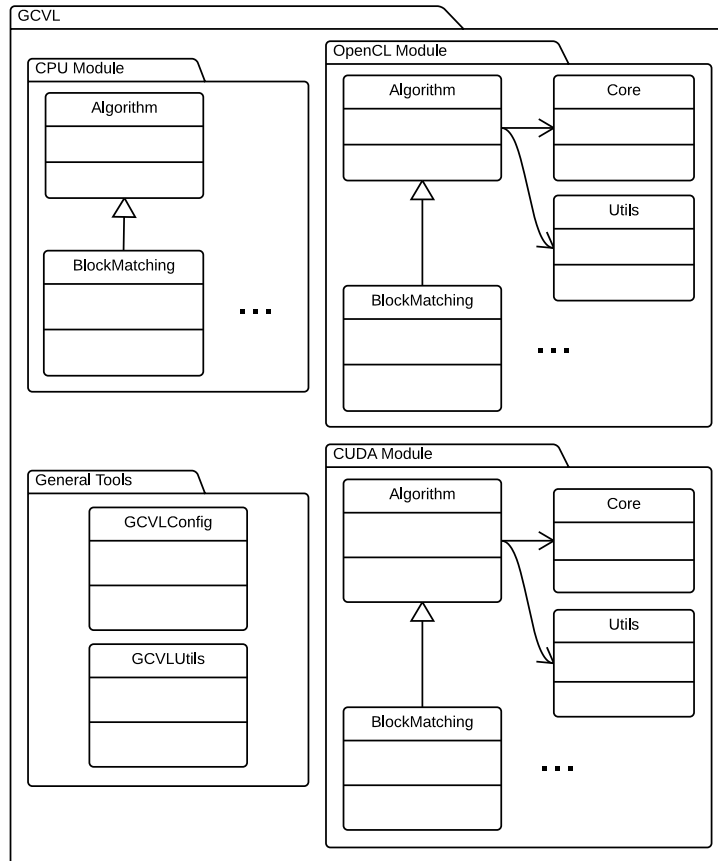 GCVL
CPU Module
Algorithm
BlockMatching
...
OpenCL Module
Algorithm
Core
Utils
BlockMatching
...
General Tools
GCVLConfig
GCVLUtils
CUDA Module
Algorithm
Core
Utils
BlockMatching
...